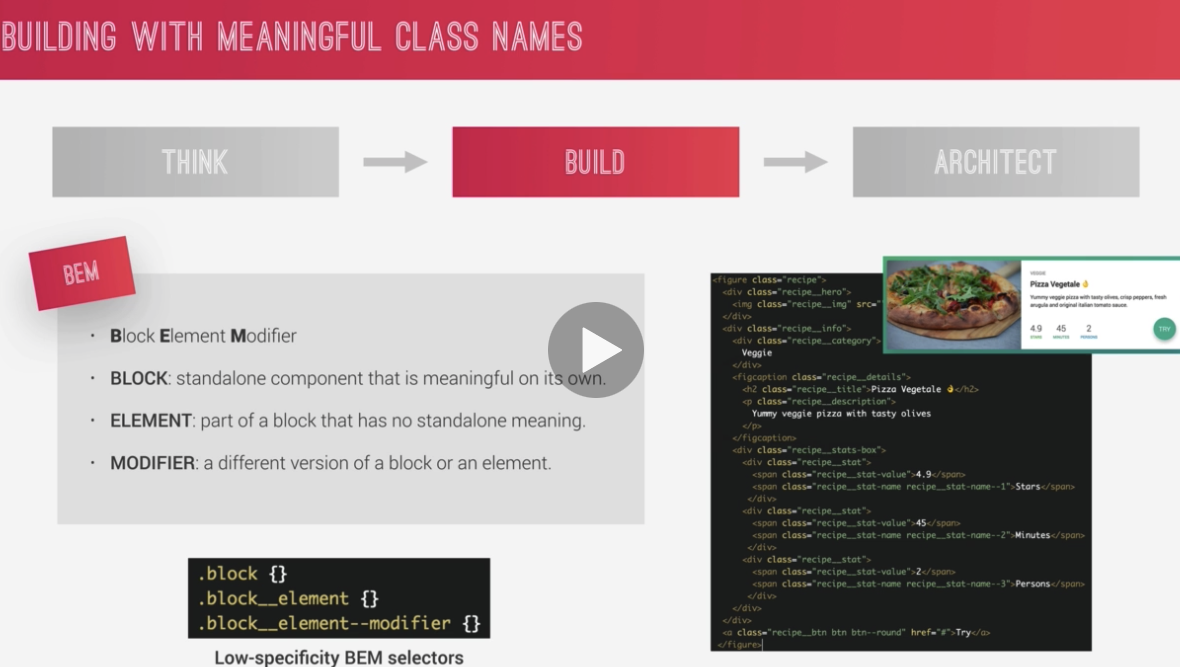 BUILDING WITH MEANINGFUL CLASS NAMES
THINK
BUILD
ARCHITECT
BEM
• Block Element Modifier
• BLOCK: standalone component that is meaningful on its own.
• ELEMENT: part of a block that has no standalone meaning.
• MODIFIER: a different version of a block or an element.
.block {}
.block__element {}
.block__element--modifier {}
Low-specificity BEM selectors
<figure class="recipe">
<div class="recipe__hero">
<img class="recipe__img" src="
</div>
<div class="recipe__info">
<div class="recipe__category">
Veggie
</div>
<figcaption class="recipe__details">
<h2 class="recipe__title">Pizza Vegetale 👌</h2>
<p class="recipe__description">
Yummy veggie pizza with tasty olives
</p>
</figcaption>
<div class="recipe__stats-box">
<div class="recipe__stat">
<span class="recipe__stat-value">4.9</span>
<span class="recipe__stat-name recipe__stat-name--1">Stars</span>
</div>
<div class="recipe__stat">
<span class="recipe__stat-value">45</span>
<span class="recipe__stat-name recipe__stat-name--2">Minutes</span>
</div>
<div class="recipe__stat">
<span class="recipe__stat-value">2</span>
<span class="recipe__stat-name recipe__stat-name--3">Persons</span>
</div>
</div>
</div>
<a class="recipe__btn btn btn--round" href="#">Try</a>
</figure>
VEGGIE
Pizza Vegetale 👌
Yummy veggie pizza with tasty olives, crisp peppers, fresh
arugula and original italian tomato sauce.
4.9 45 2
STARS MINUTES PERSONS
TRY